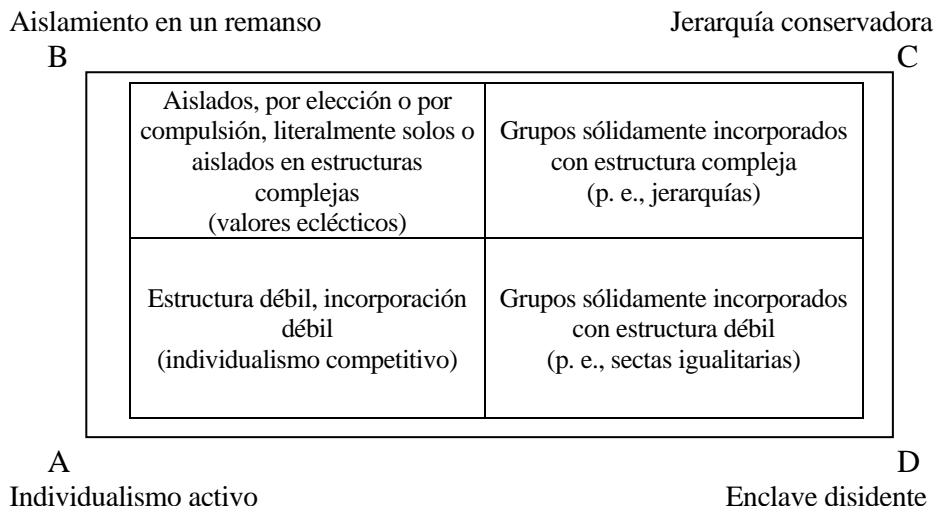 Aislamiento en un remanso
Jerarquía conservadora
B
C
Aislados, por elección o por
compulsión, literalmente solos o
aislados en estructuras
complejas
(valores eclécticos)
Grupos sólidamente incorporados
con estructura compleja
(p. e., jerarquías)
Estructura débil, incorporación
débil
(individualismo competitivo)
Grupos sólidamente incorporados
con estructura débil
(p. e., sectas igualitarias)
A
D
Individualismo activo
Enclave disidente